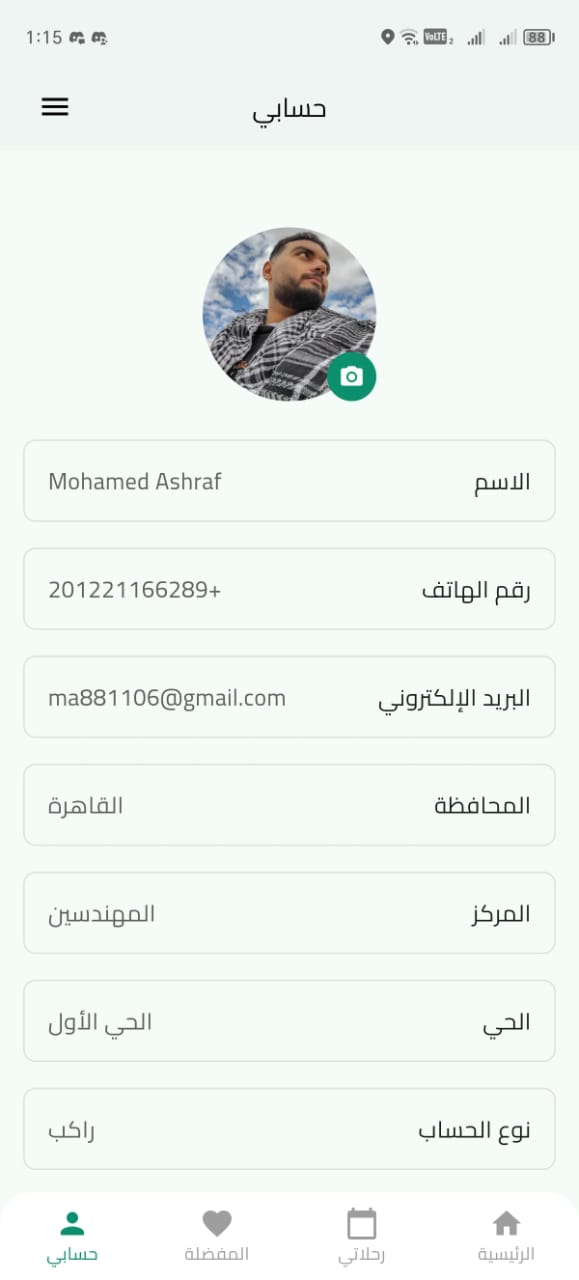 1:15
VoLTE 2 88
حسابي
الاسم Mohamed Ashraf
رقم الهاتف 201221166289+
البريد الإلكتروني ma881106@gmail.com
المحافظة القاهرة
المركز المهندسين
الحي الحي الأول
نوع الحساب راكب
الرئيسية رحلاتي المفضلة حسابي